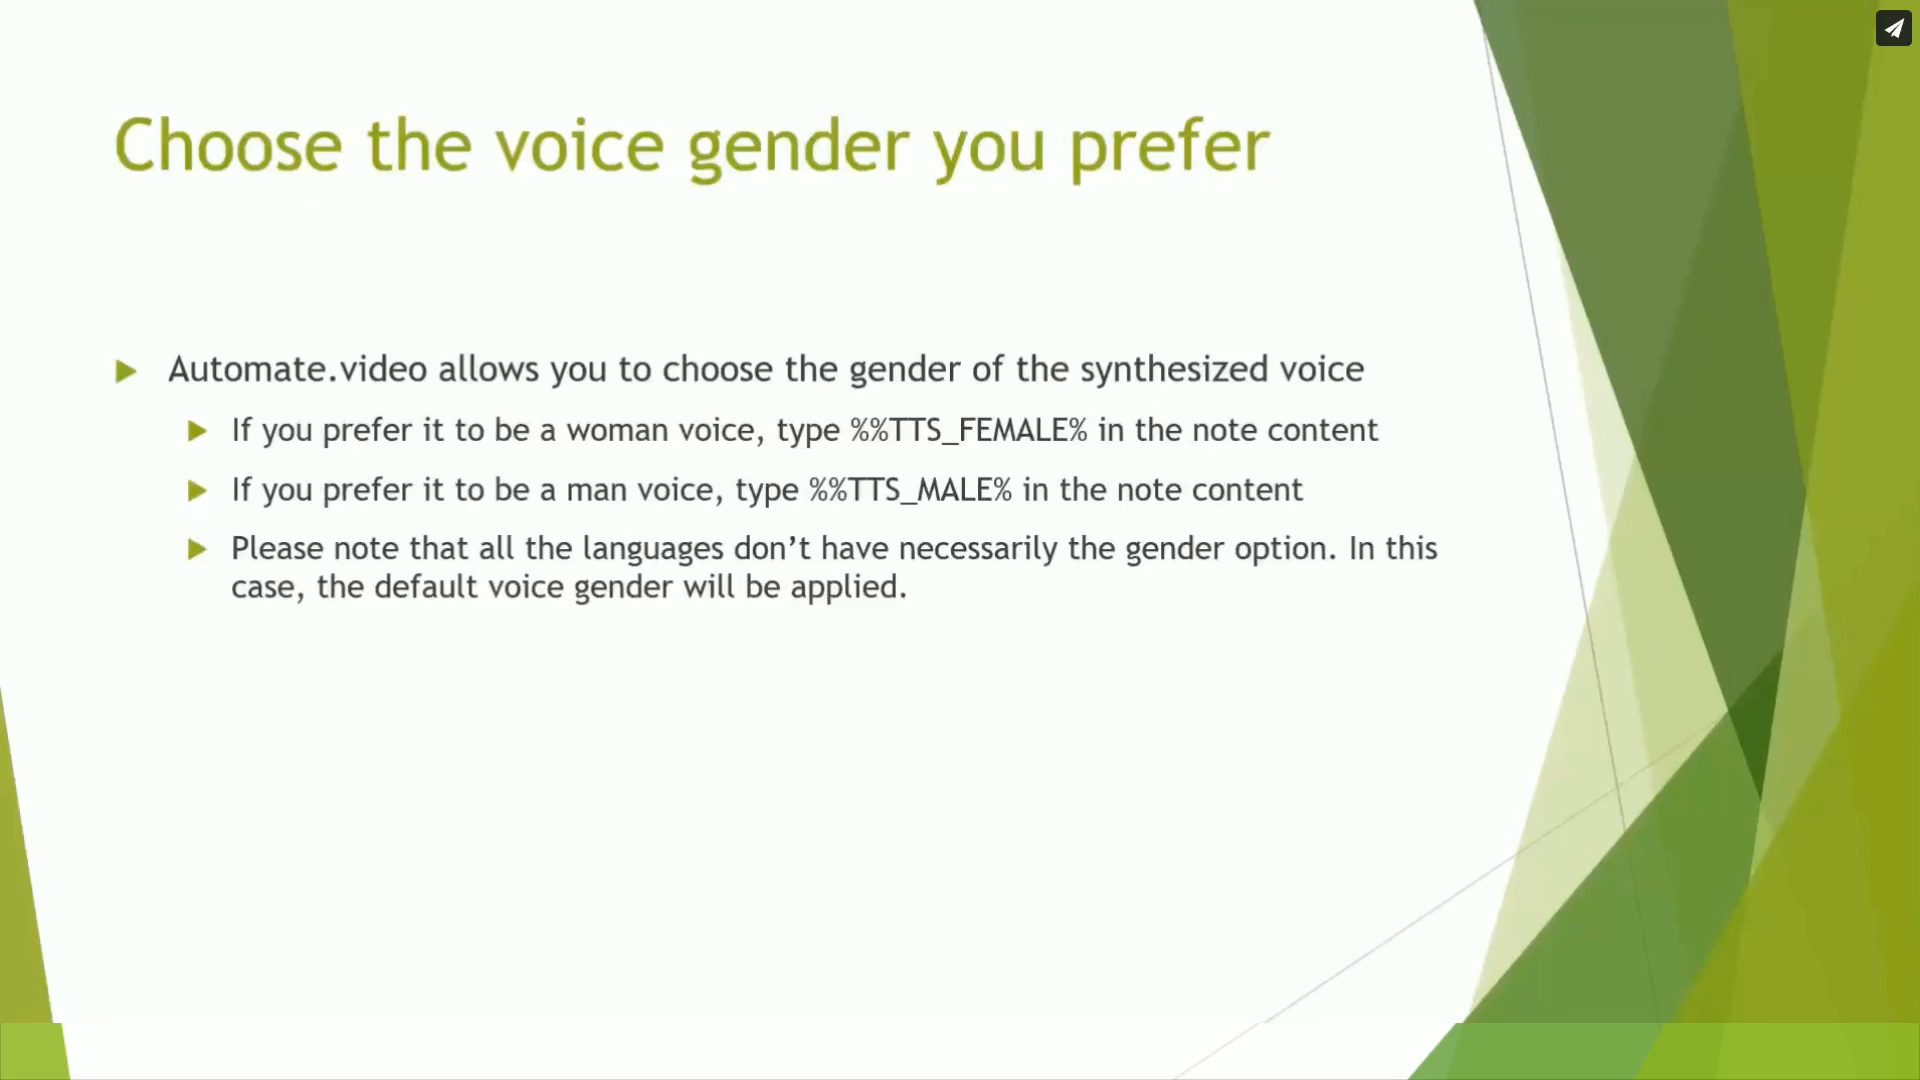 Choose the voice gender you prefer
Automate.video allows you to choose the gender of the synthesized voice
If you prefer it to be a woman voice, type %%TTS_FEMALE% in the note content
If you prefer it to be a man voice, type %%TTS_MALE% in the note content
Please note that all the languages don’t have necessarily the gender option. In this
case, the default voice gender will be applied.